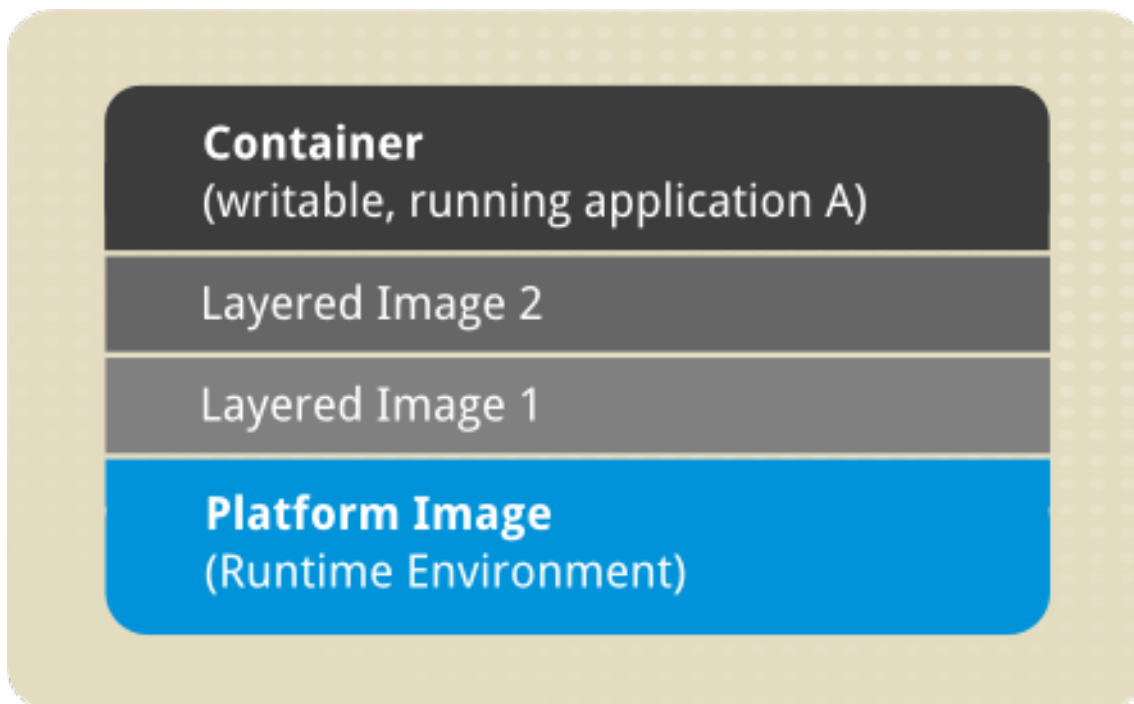 Container
(writable, running application A)
Layered Image 2
Layered Image 1
Platform Image
(Runtime Environment)